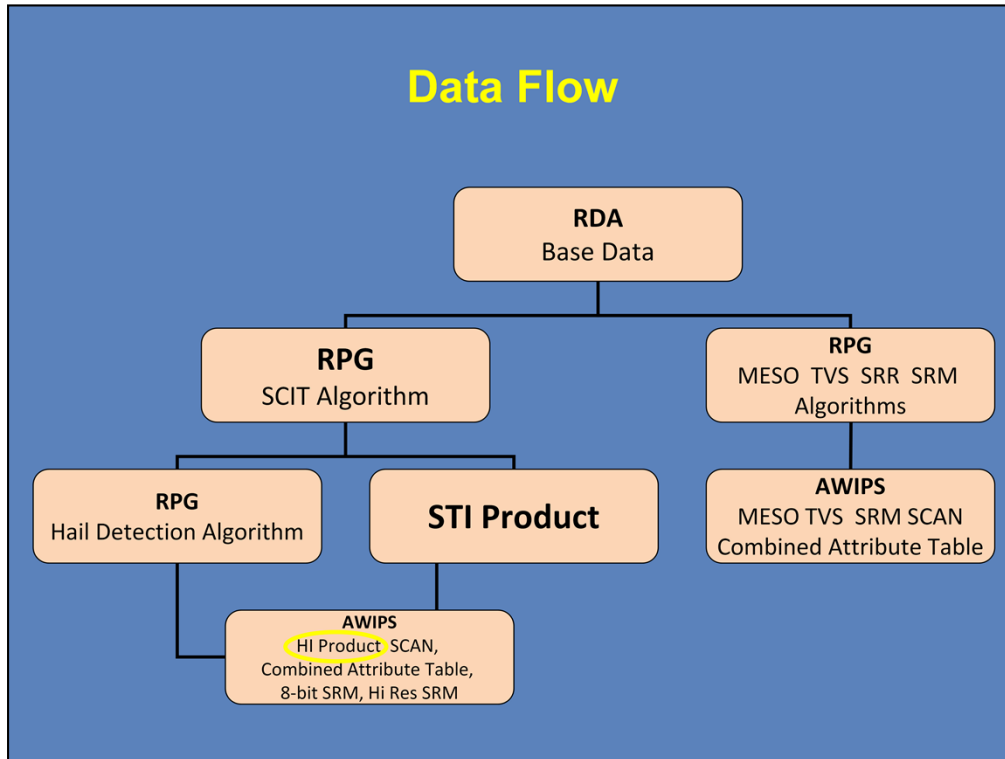 Data Flow
RDA
Base Data
RPG
SCIT Algorithm
RPG
MESO TVS SRR SRM
Algorithms
RPG
Hail Detection Algorithm
STI Product
AWIPS
MESO TVS SRM SCAN
Combined Attribute Table
AWIPS
HI Product SCAN,
Combined Attribute Table,
8-bit SRM, Hi Res SRM